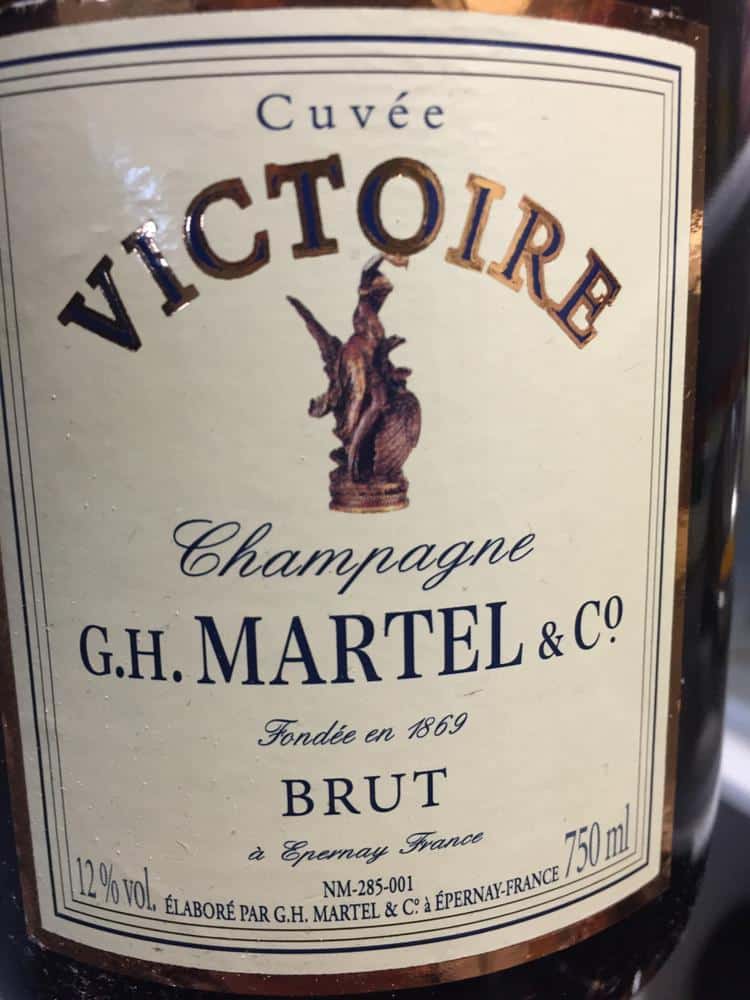 Cuvée
VICTOIRE
Champagne
G.H. MARTEL & Cº
Fondée en 1869
BRUT
à Epernay France
12 % vol.
750 ml
NM-285-001
ÉLABORÉ PAR G.H. MARTEL & Cº à ÉPERNAY-FRANCE